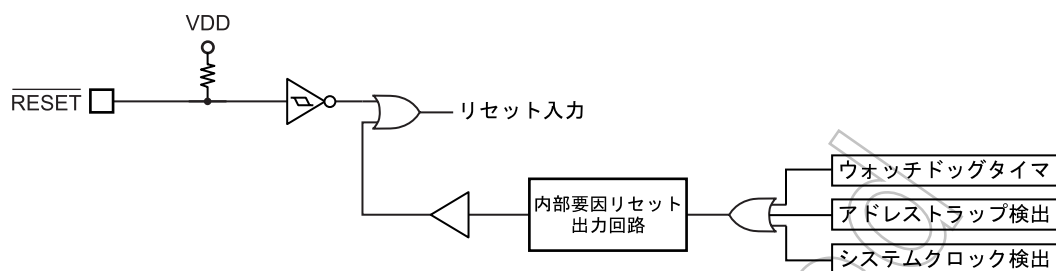 VDD
RESET
リセット入力
ウォッチドッグタイマ
内部要因リセット
出力回路
アドレストラップ検出
システムクロック検出